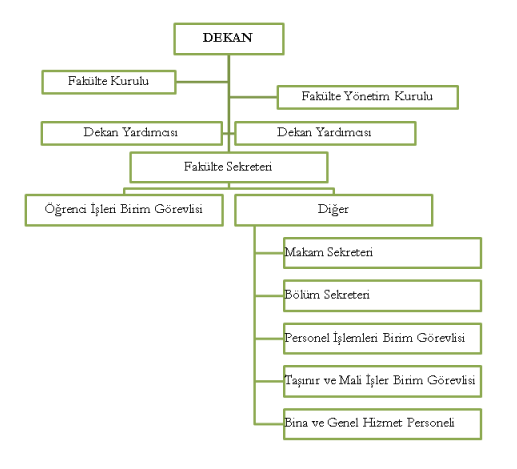 DEKAN
Fakülte Kurulu
Fakülte Yönetim Kurulu
Dekan Yardımcısı
Dekan Yardımcısı
Fakülte Sekreteri
Öğrenci İşleri Birim Görevlisi
Diğer
Makam Sekreteri
Bölüm Sekreteri
Personel İşlemleri Birim Görevlisi
Taşınır ve Mali İşler Birim Görevlisi
Bina ve Genel Hizmet Personeli